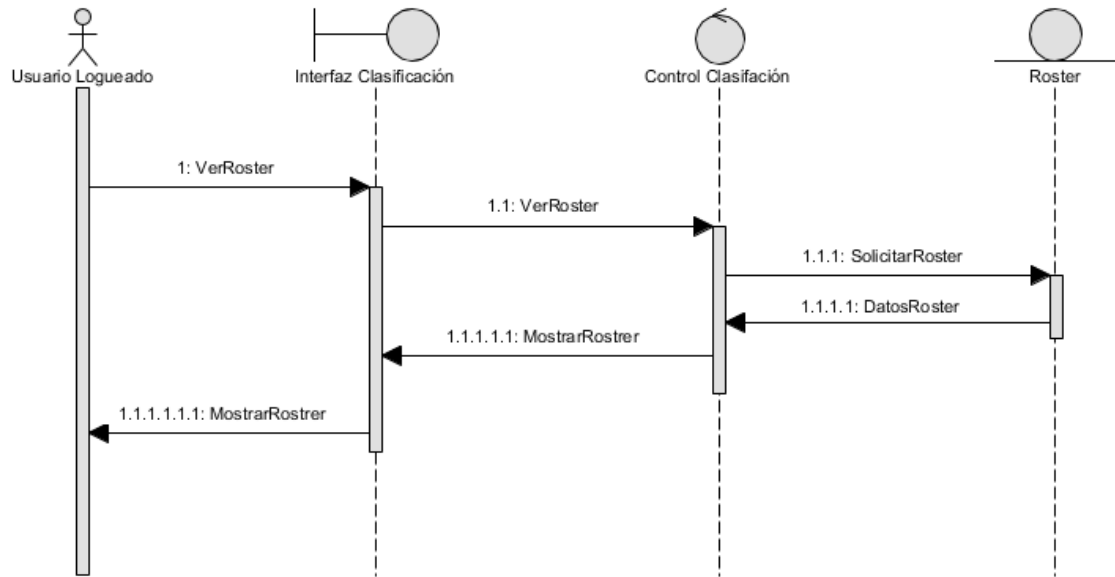 Usuario Logueado
Interfaz Clasificación
Control Clasifación
Roster
1: VerRoster
1.1: VerRoster
1.1.1: SolicitarRoster
1.1.1.1: DatosRoster
1.1.1.1.1: MostrarRostrer
1.1.1.1.1.1: MostrarRostrer